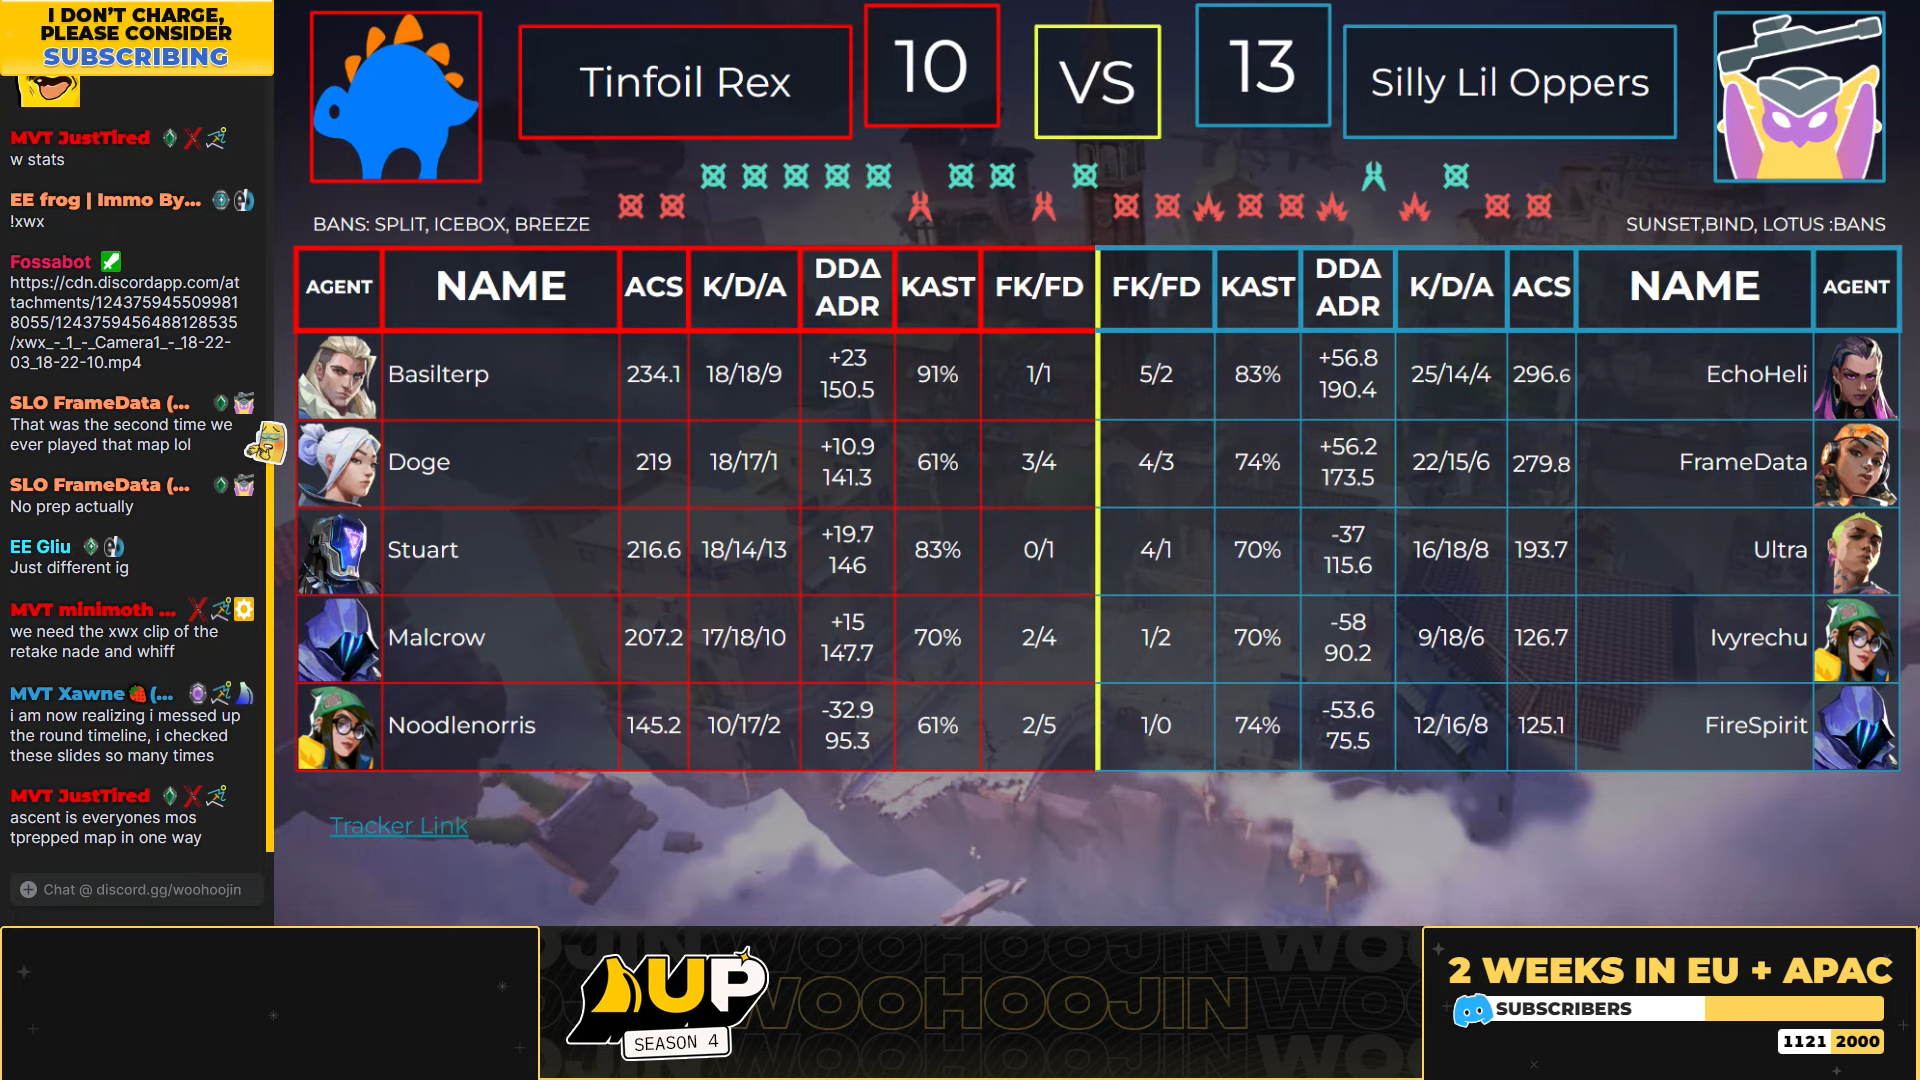 I DON'T CHARGE,
PLEASE CONSIDER
SUBSCRIBING
MVT JustTired
w stats
EE frog | Immo By...
!xwx
Fossabot
https://cdn.discordapp.com/at
tachments/124375945509981
8055/1243759456488128535
/xwx_-_1_-_Camera1_-_18-22-
03_18-22-10.mp4
SLO FrameData (...
That was the second time we
ever played that map lol
SLO FrameData (...
No prep actually
EE Gliu
Just different ig
MVT minimoth ...
we need the xwx clip of the
retake nade and whiff
MVT Xawne (...
i am now realizing i messed up
the round timeline, i checked
these slides so many times
MVT JustTired
ascent is everyones mos
tprepped map in one way
Chat @ discord.gg/woohoojin
Tinfoil Rex
10
VS
13
Silly Lil Oppers
BANS: SPLIT, ICEBOX, BREEZE
SUNSET,BIND, LOTUS :BANS
AGENT NAME ACS K/D/A DDΔ ADR KAST FK/FD FK/FD KAST DDΔ ADR K/D/A ACS NAME AGENT
Basilterp 234.1 18/18/9 +23 150.5 91% 1/1 5/2 83% +56.8 190.4 25/14/4 296.6 EchoHeli
Doge 219 18/17/1 +10.9 141.3 61% 3/4 4/3 74% +56.2 173.5 22/15/6 279.8 FrameData
Stuart 216.6 18/14/13 +19.7 146 83% 0/1 4/1 70% -37 115.6 16/18/8 193.7 Ultra
Malcrow 207.2 17/18/10 +15 147.7 70% 2/4 1/2 70% -58 90.2 9/18/6 126.7 Ivyrechu
Noodlenorris 145.2 10/17/2 -32.9 95.3 61% 2/5 1/0 74% -53.6 75.5 12/16/8 125.1 FireSpirit
Tracker Link
UP
SEASON 4
WOOHOOJIN
2 WEEKS IN EU + APAC
SUBSCRIBERS
1121 2000